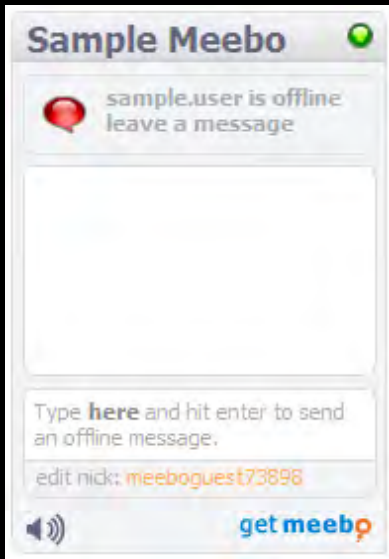 Sample Meebo
sample.user is offline
leave a message
Type here and hit enter to send
an offline message.
edit nick: meeboguest73898
get meebo